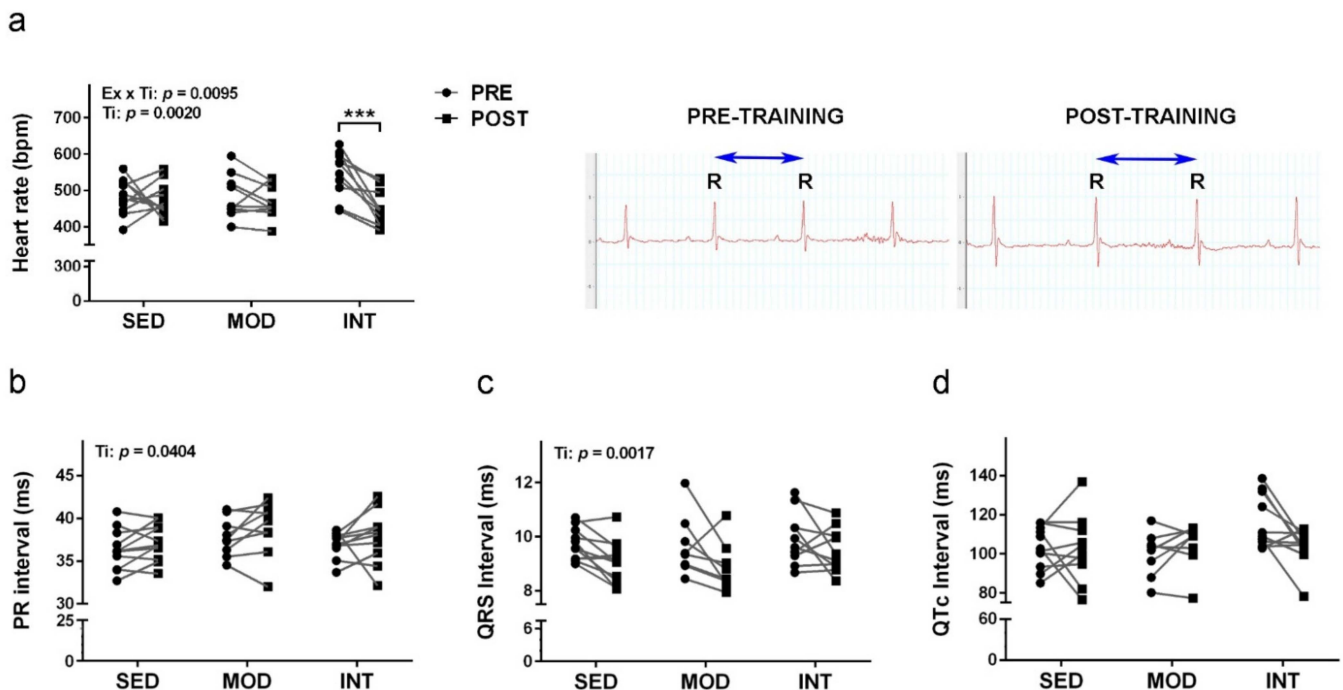 a
Ex x Ti: p = 0.0095
Ti: p = 0.0020
Heart rate (bpm)
700
600
500
400
300
0
***
SED MOD INT
PRE
POST
PRE-TRAINING
R R
POST-TRAINING
R R
b
Ti: p = 0.0404
PR interval (ms)
45
40
35
30
25
0
SED MOD INT
c
Ti: p = 0.0017
QRS Interval (ms)
12
10
8
6
0
SED MOD INT
d
QTc Interval (ms)
140
120
100
80
60
0
SED MOD INT